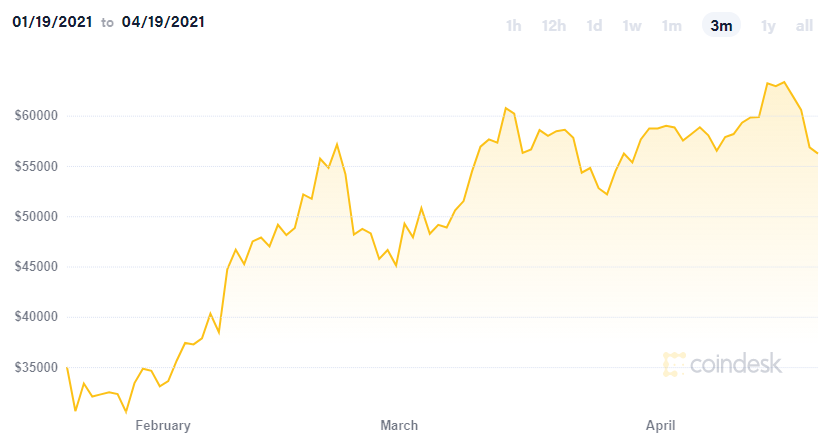 01/19/2021 to 04/19/2021 1h 12h 1d 1w 1m 3m 1y all
$60000
$55000
$50000
$45000
$40000
$35000
coindesk
February March April